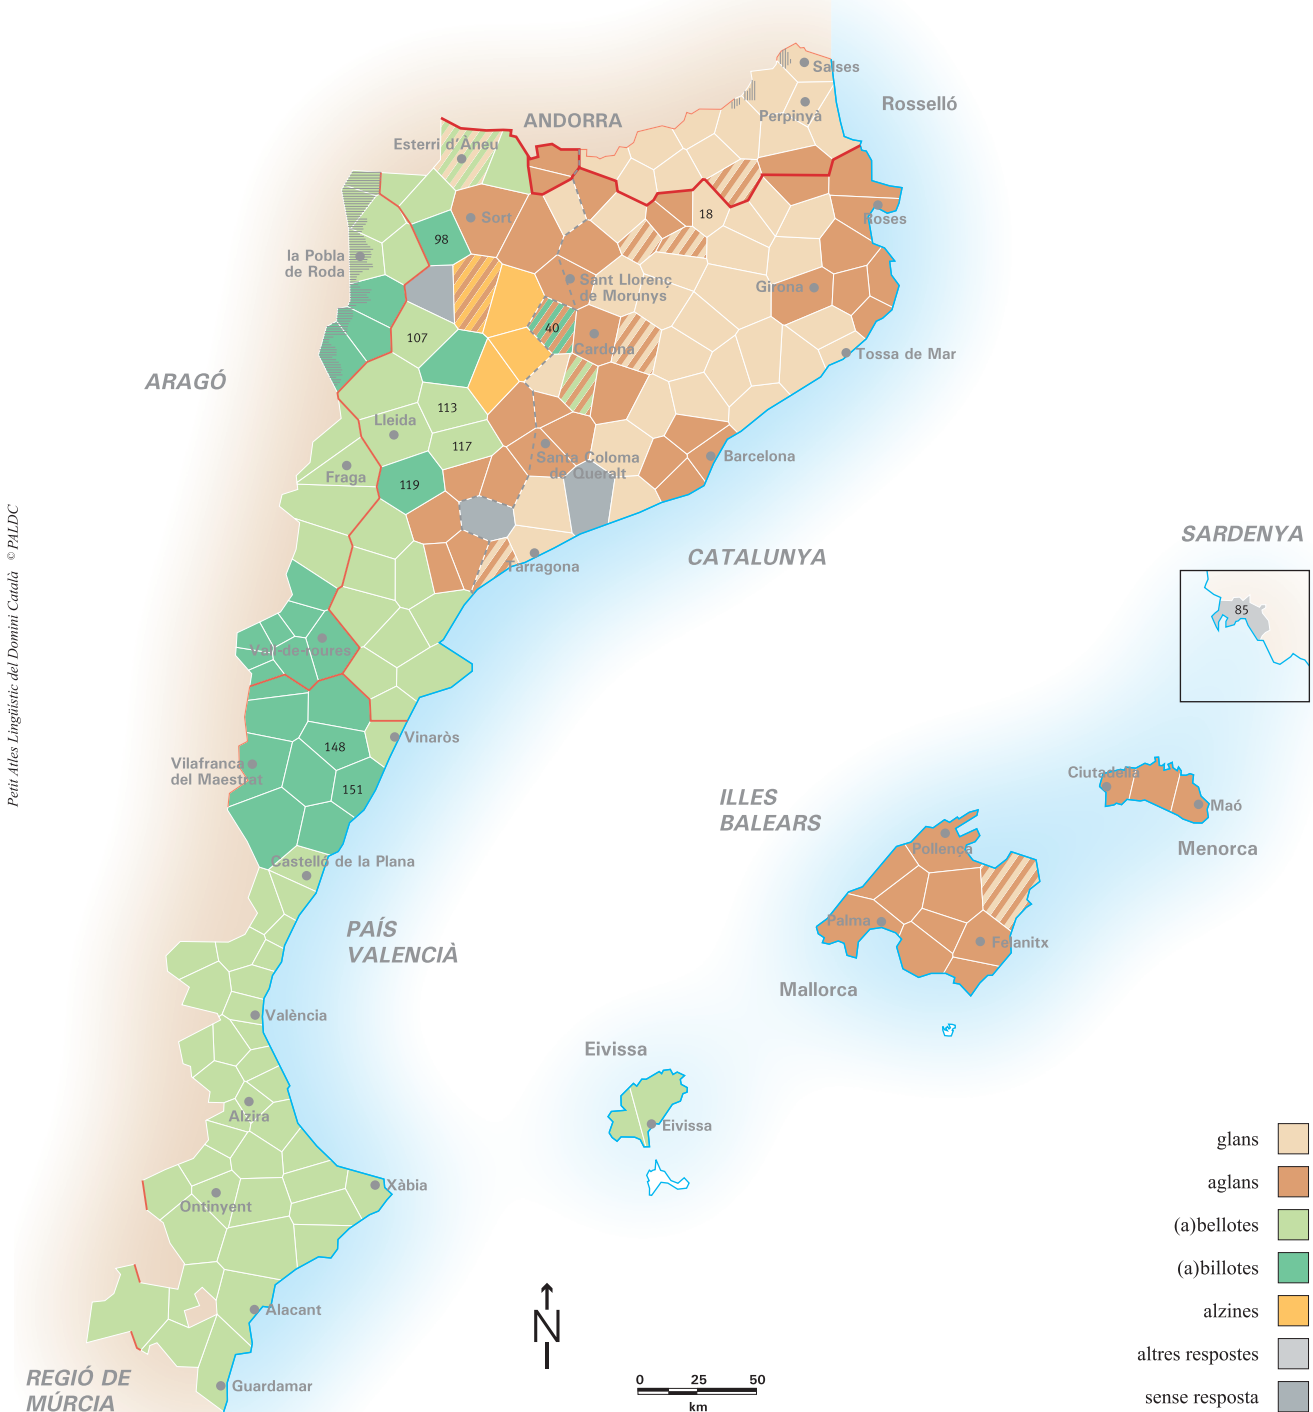 Salses
Rosselló
Perpinyà
ANDORRA
Esterri d'Àneu
18
Roses
Sort
98
la Pobla
de Roda
Sant Llorenç
de Morunys
Girona
40
107
Cardona
Tossa de Mar
ARAGÓ
113
Lleida
117
Santa Coloma
de Queralt
Barcelona
Fraga
119
Petit Atles Lingüístic del Domini Català © PALDC
SARDENYA
CATALUNYA
Tarragona
85
Vall-de-roures
Vinaròs
148
Vilafranca
del Maestrat
151
Ciutadella
Maó
ILLES
BALEARS
Menorca
Pollença
Castelló de la Plana
Palma
Felanitx
PAÍS
VALENCIÀ
Mallorca
València
Eivissa
Alzira
Eivissa
glans
Xàbia
aglans
Ontinyent
(a)bellotes
(a)billotes
Alacant
alzines
N
altres respostes
REGIÓ DE
MÚRCIA
Guardamar
0 25 50
km
sense resposta